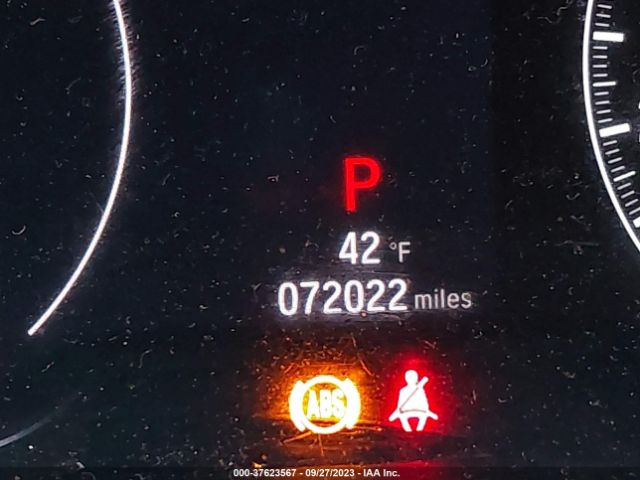 P
42 °F
072022 miles
ABS
000-37623567 - 09/27/2023 - IAA Inc.